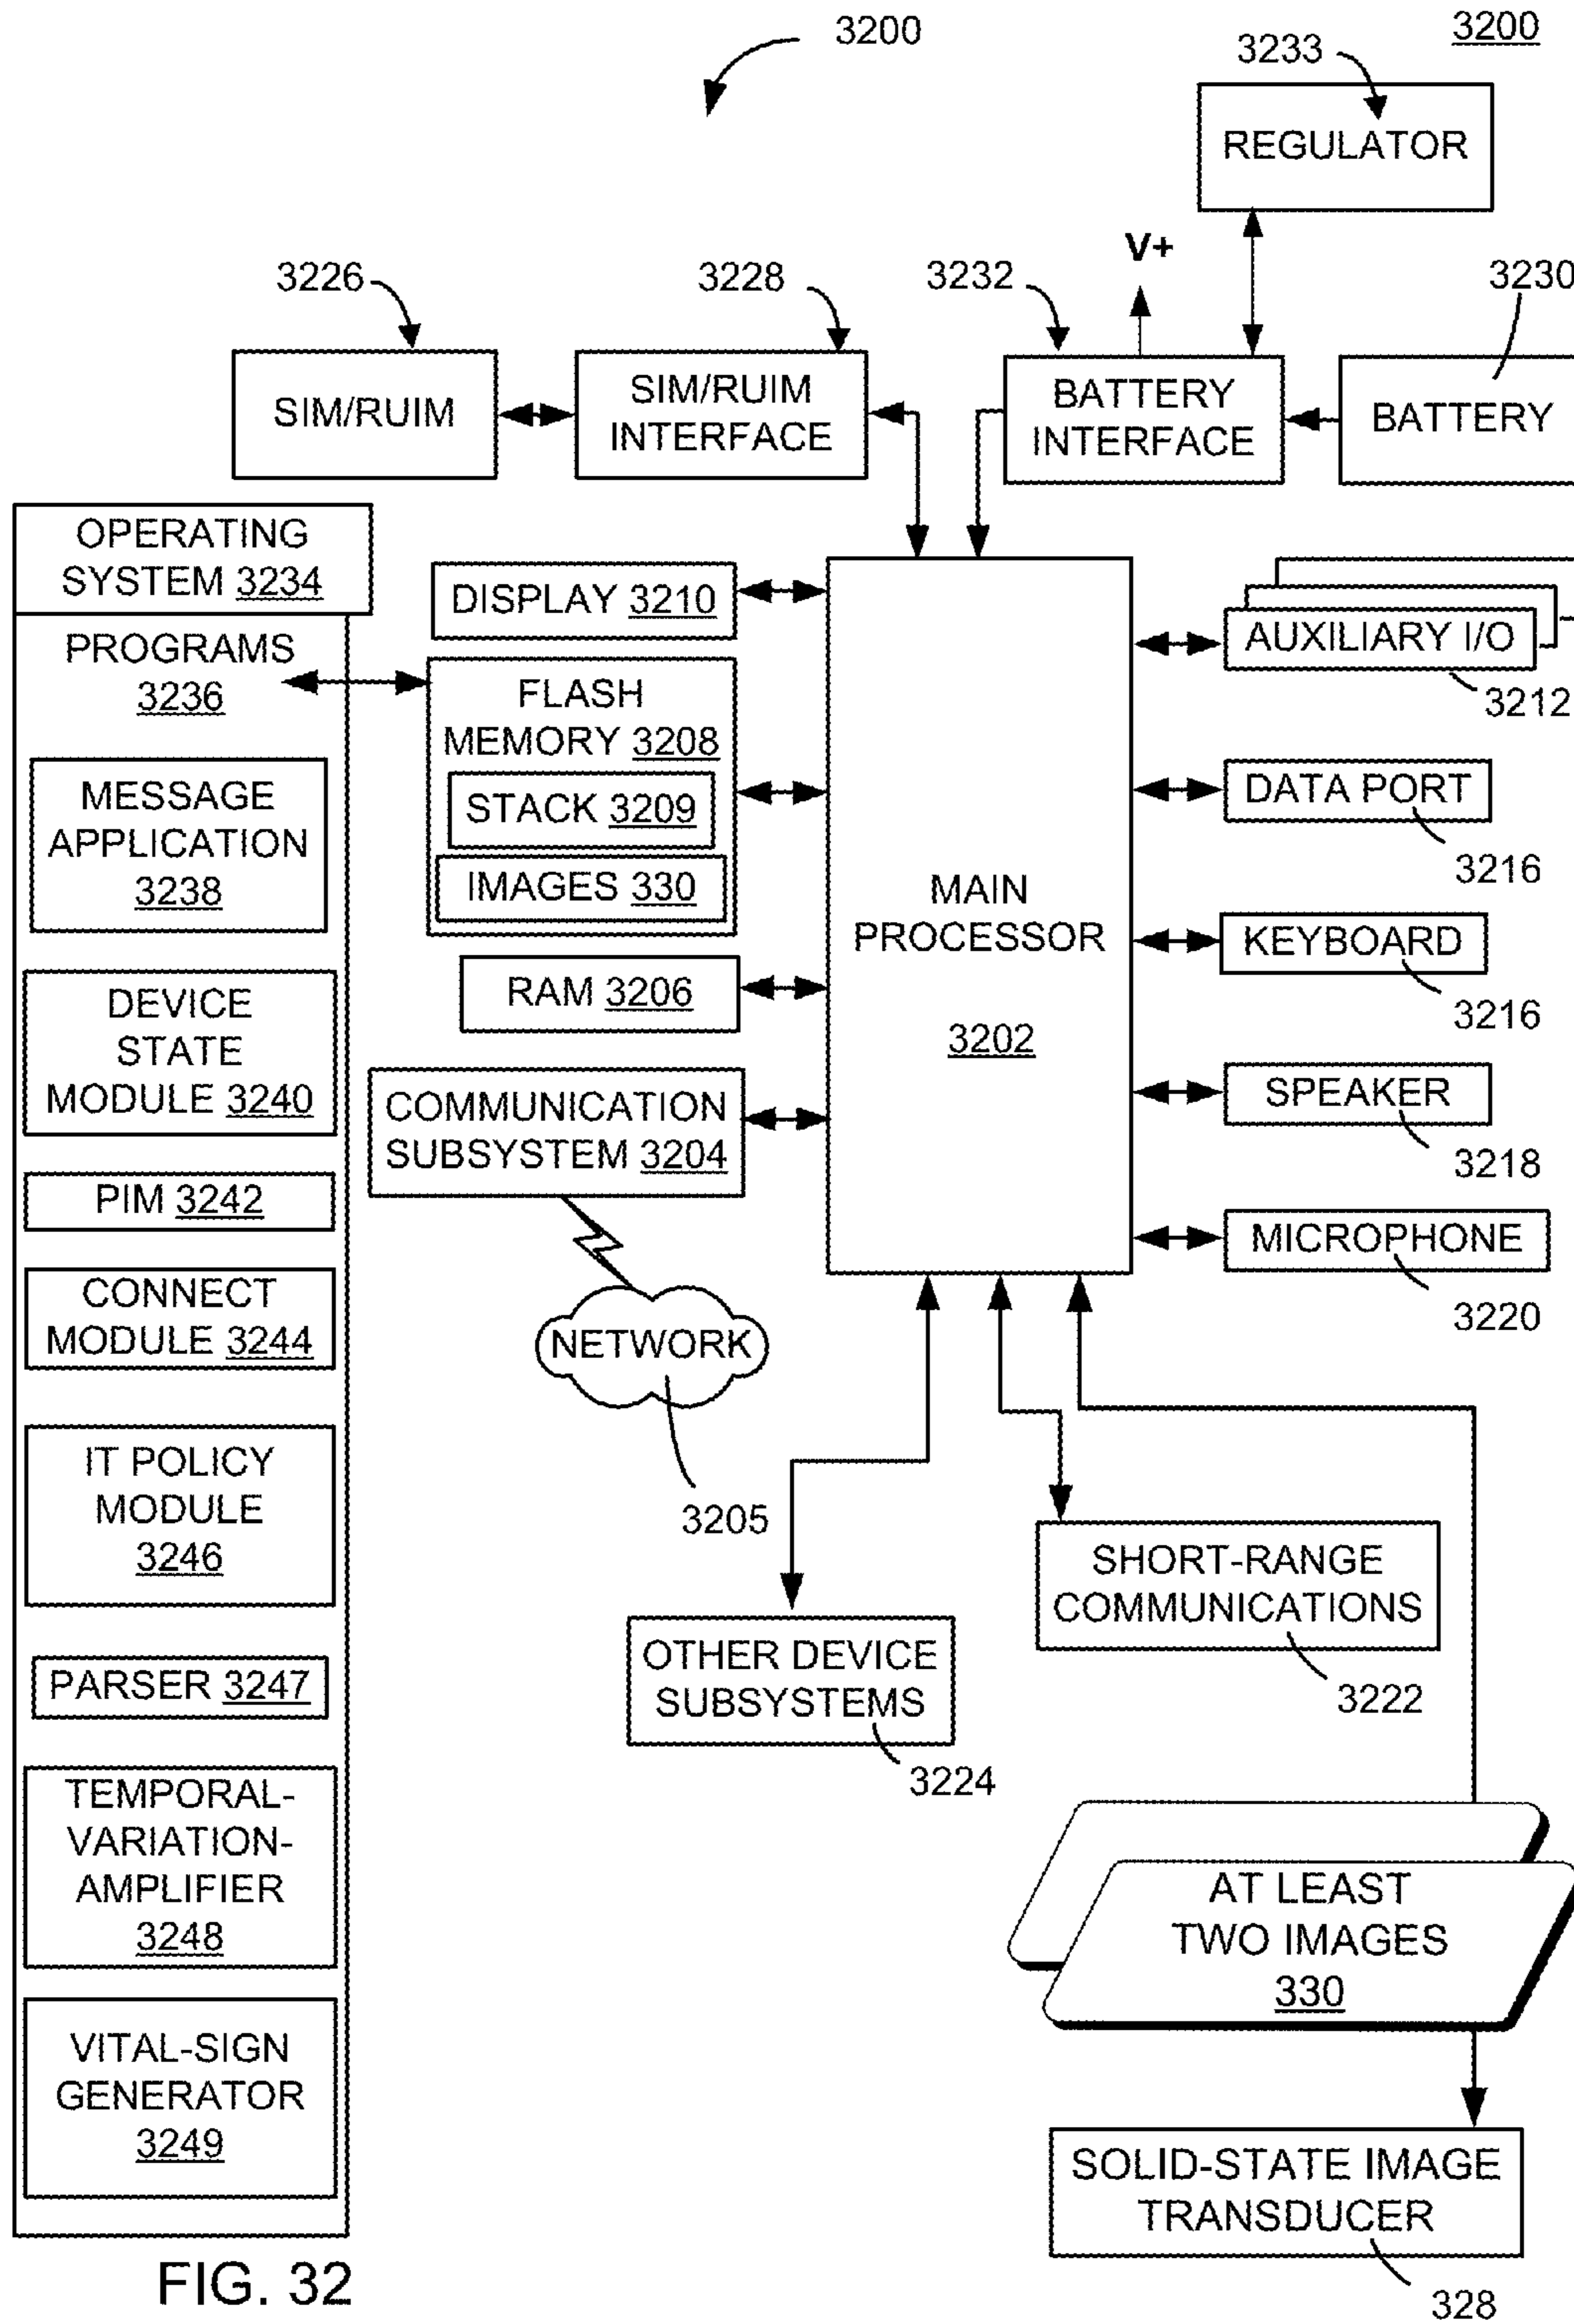 3200
3200
3233
REGULATOR
V+
3226
3228
3232
3230
SIM/RUIM
SIM/RUIM
INTERFACE
BATTERY
INTERFACE
BATTERY
OPERATING
SYSTEM 3234
PROGRAMS
3236
MESSAGE
APPLICATION
3238
DEVICE
STATE
MODULE 3240
PIM 3242
CONNECT
MODULE 3244
IT POLICY
MODULE
3246
PARSER 3247
TEMPORAL-
VARIATION-
AMPLIFIER
3248
VITAL-SIGN
GENERATOR
3249
DISPLAY 3210
FLASH
MEMORY 3208
STACK 3209
IMAGES 330
RAM 3206
COMMUNICATION
SUBSYSTEM 3204
NETWORK
3205
MAIN
PROCESSOR
3202
AUXILIARY I/O
3212
DATA PORT
3216
KEYBOARD
3216
SPEAKER
3218
MICROPHONE
3220
SHORT-RANGE
COMMUNICATIONS
3222
OTHER DEVICE
SUBSYSTEMS
3224
AT LEAST
TWO IMAGES
330
SOLID-STATE IMAGE
TRANSDUCER
328
FIG. 32